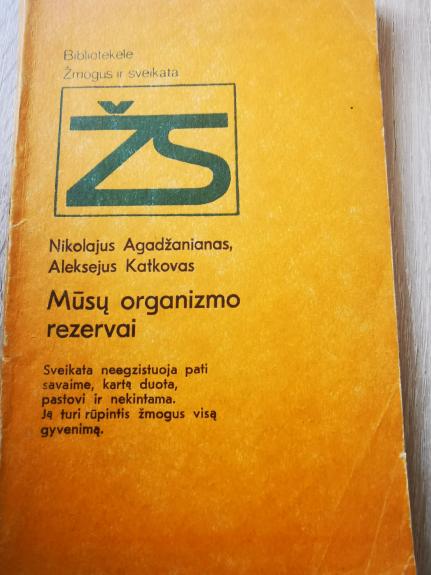 Bibliotekėlė
Žmogus ir sveikata
ŽS
Nikolajus Agadžanianas,
Aleksejus Katkovas
Mūsų organizmo
rezervai
Sveikata neegzistuoja pati
savaime, kartą duota,
pastovi ir nekintama.
Ją turi rūpintis žmogus visą
gyvenimą.